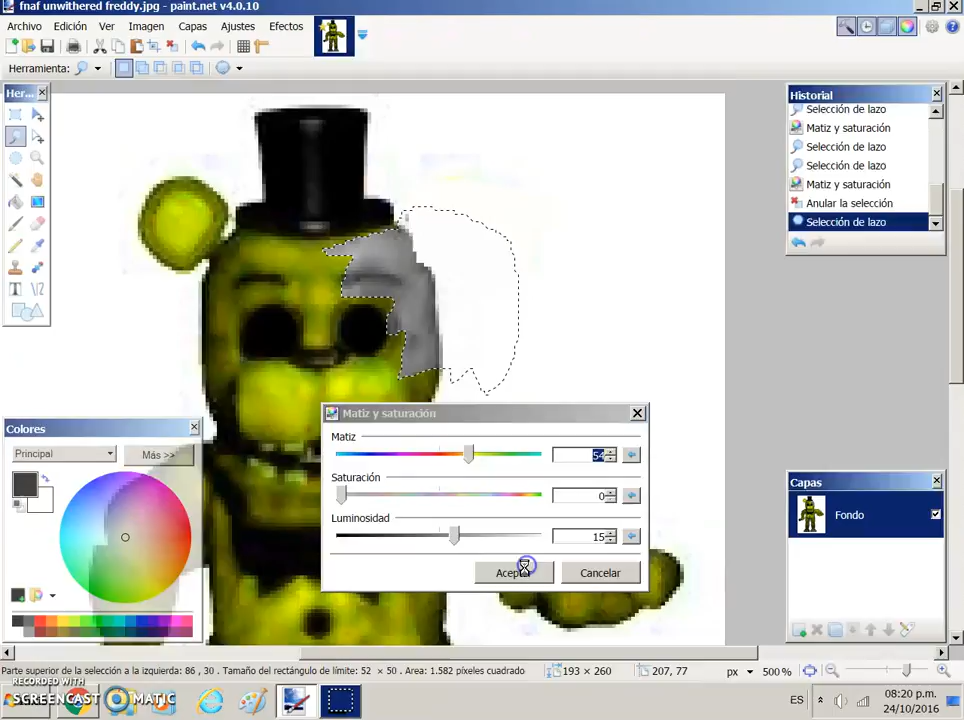 fnaf unwithered freddy.jpg - paint.net v4.0.10
Archivo Edición Ver Imagen Capas Ajustes Efectos
Herramienta:
Her...
Historial
Selección de lazo
Matiz y saturación
Selección de lazo
Selección de lazo
Matiz y saturación
Anular la selección
Selección de lazo
Matiz y saturación
Matiz
54
Saturación
0
Luminosidad
15
Aceptar
Cancelar
Colores
Principal
Más >>
Capas
Fondo
Parte superior de la selección a la izquierda: 86 , 30 . Tamaño del rectángulo de límite: 52 × 50 . Area: 1.582 píxeles cuadrado
193 × 260
207, 77
px
500 %
RECORDED WITH
SCREENCAST MATIC
ES
08:20 p.m.
24/10/2016